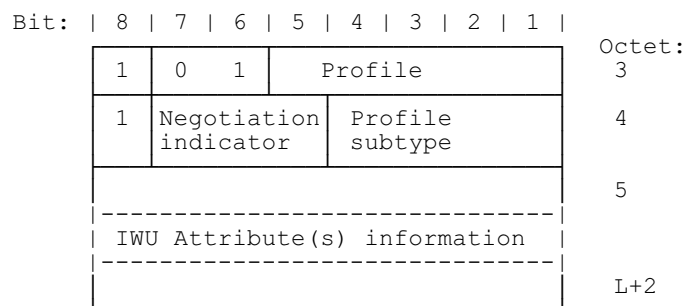 Bit: | 8 | 7 | 6 | 5 | 4 | 3 | 2 | 1 |
Octet:
1 0 1 Profile 3
1 Negotiation Profile 4
indicator subtype
5
IWU Attribute(s) information
L+2